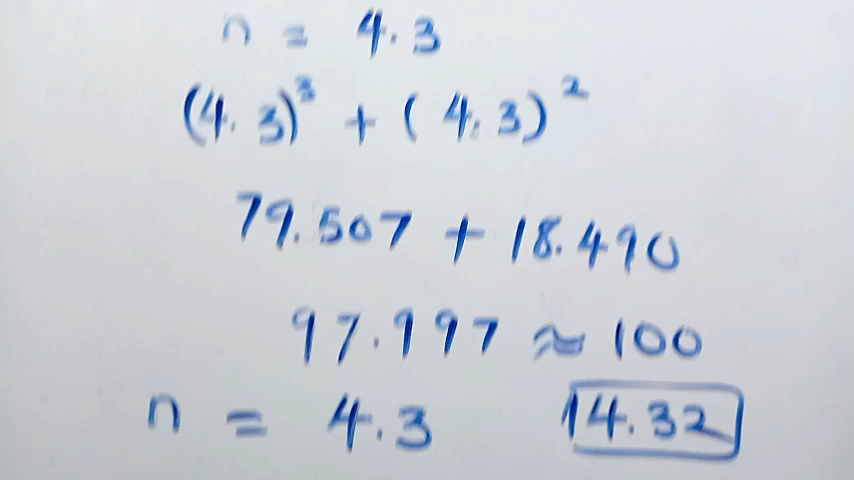 n = 4.3
(4.3)³ + (4.3)²
79.507 + 18.490
97.997 ≈ 100
n = 4.3 14.32